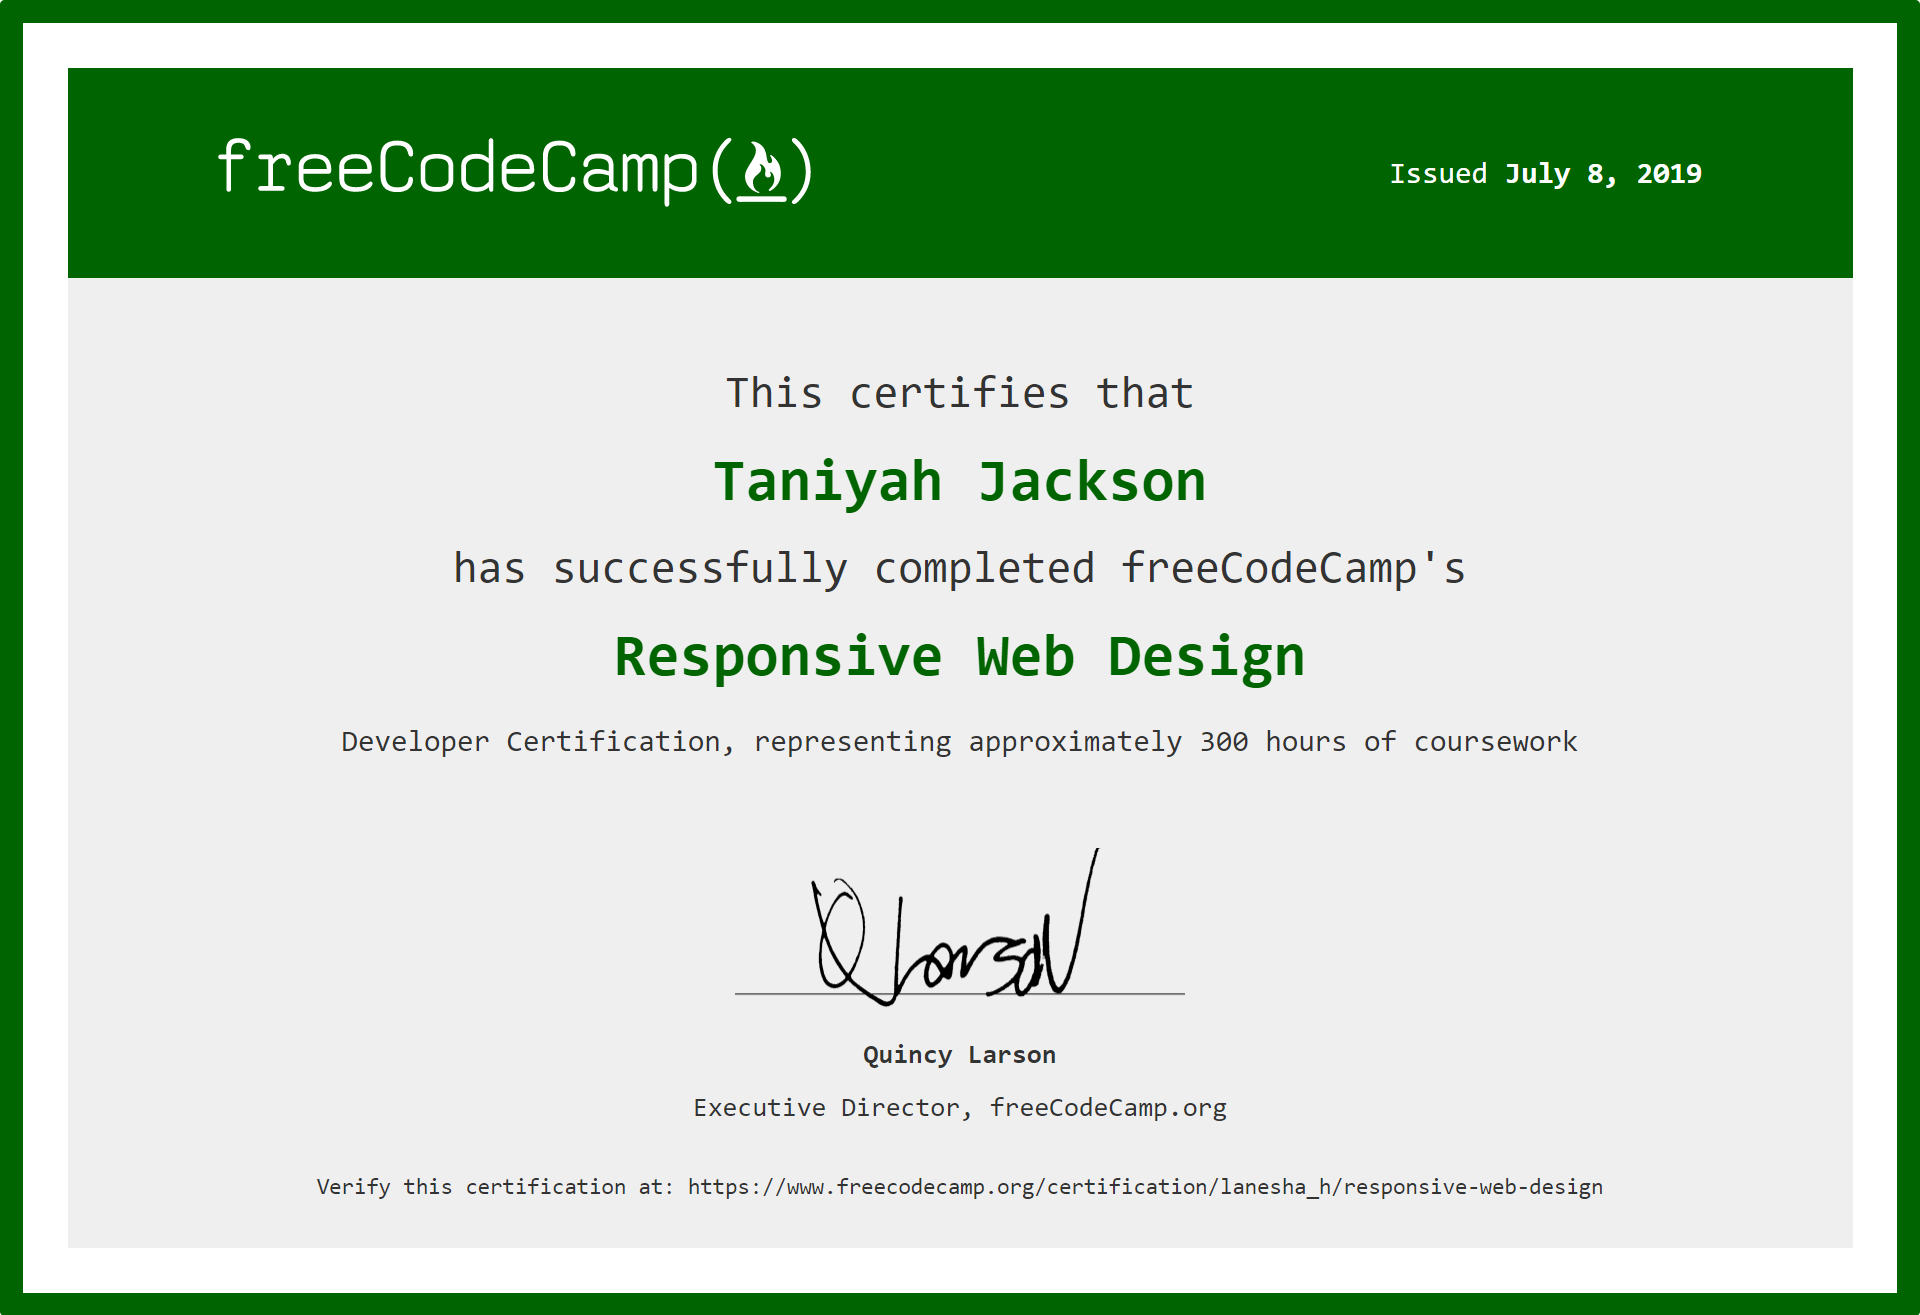 freeCodeCamp
Issued July 8, 2019
This certifies that
Taniyah Jackson
has successfully completed freeCodeCamp's
Responsive Web Design
Developer Certification, representing approximately 300 hours of coursework
Q Larson
Quincy Larson
Executive Director, freeCodeCamp.org
Verify this certification at: https://www.freecodecamp.org/certification/lanesha_h/responsive-web-design